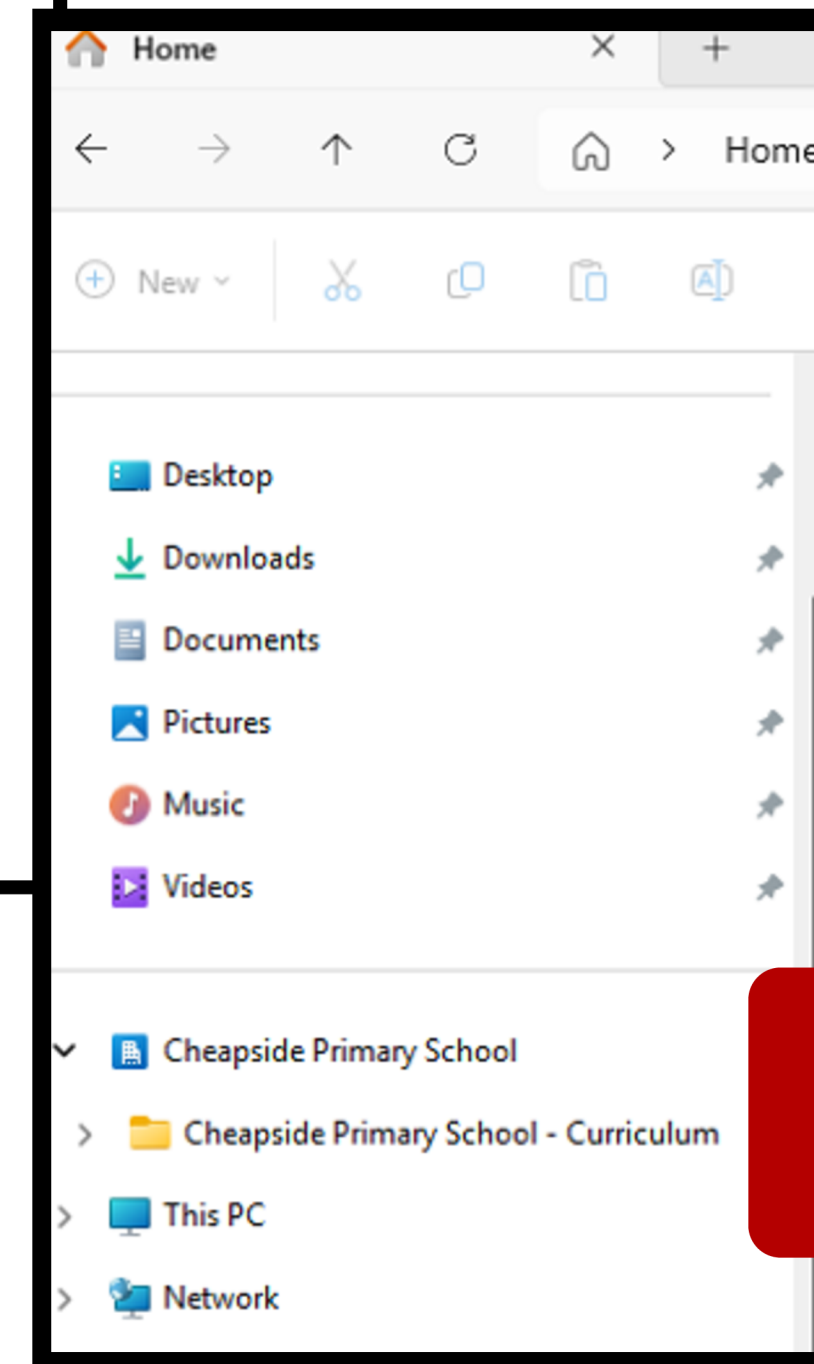 Home
Home
New
Desktop
Downloads
Documents
Pictures
Music
Videos
Cheapside Primary School
Cheapside Primary School - Curriculum
This PC
Network